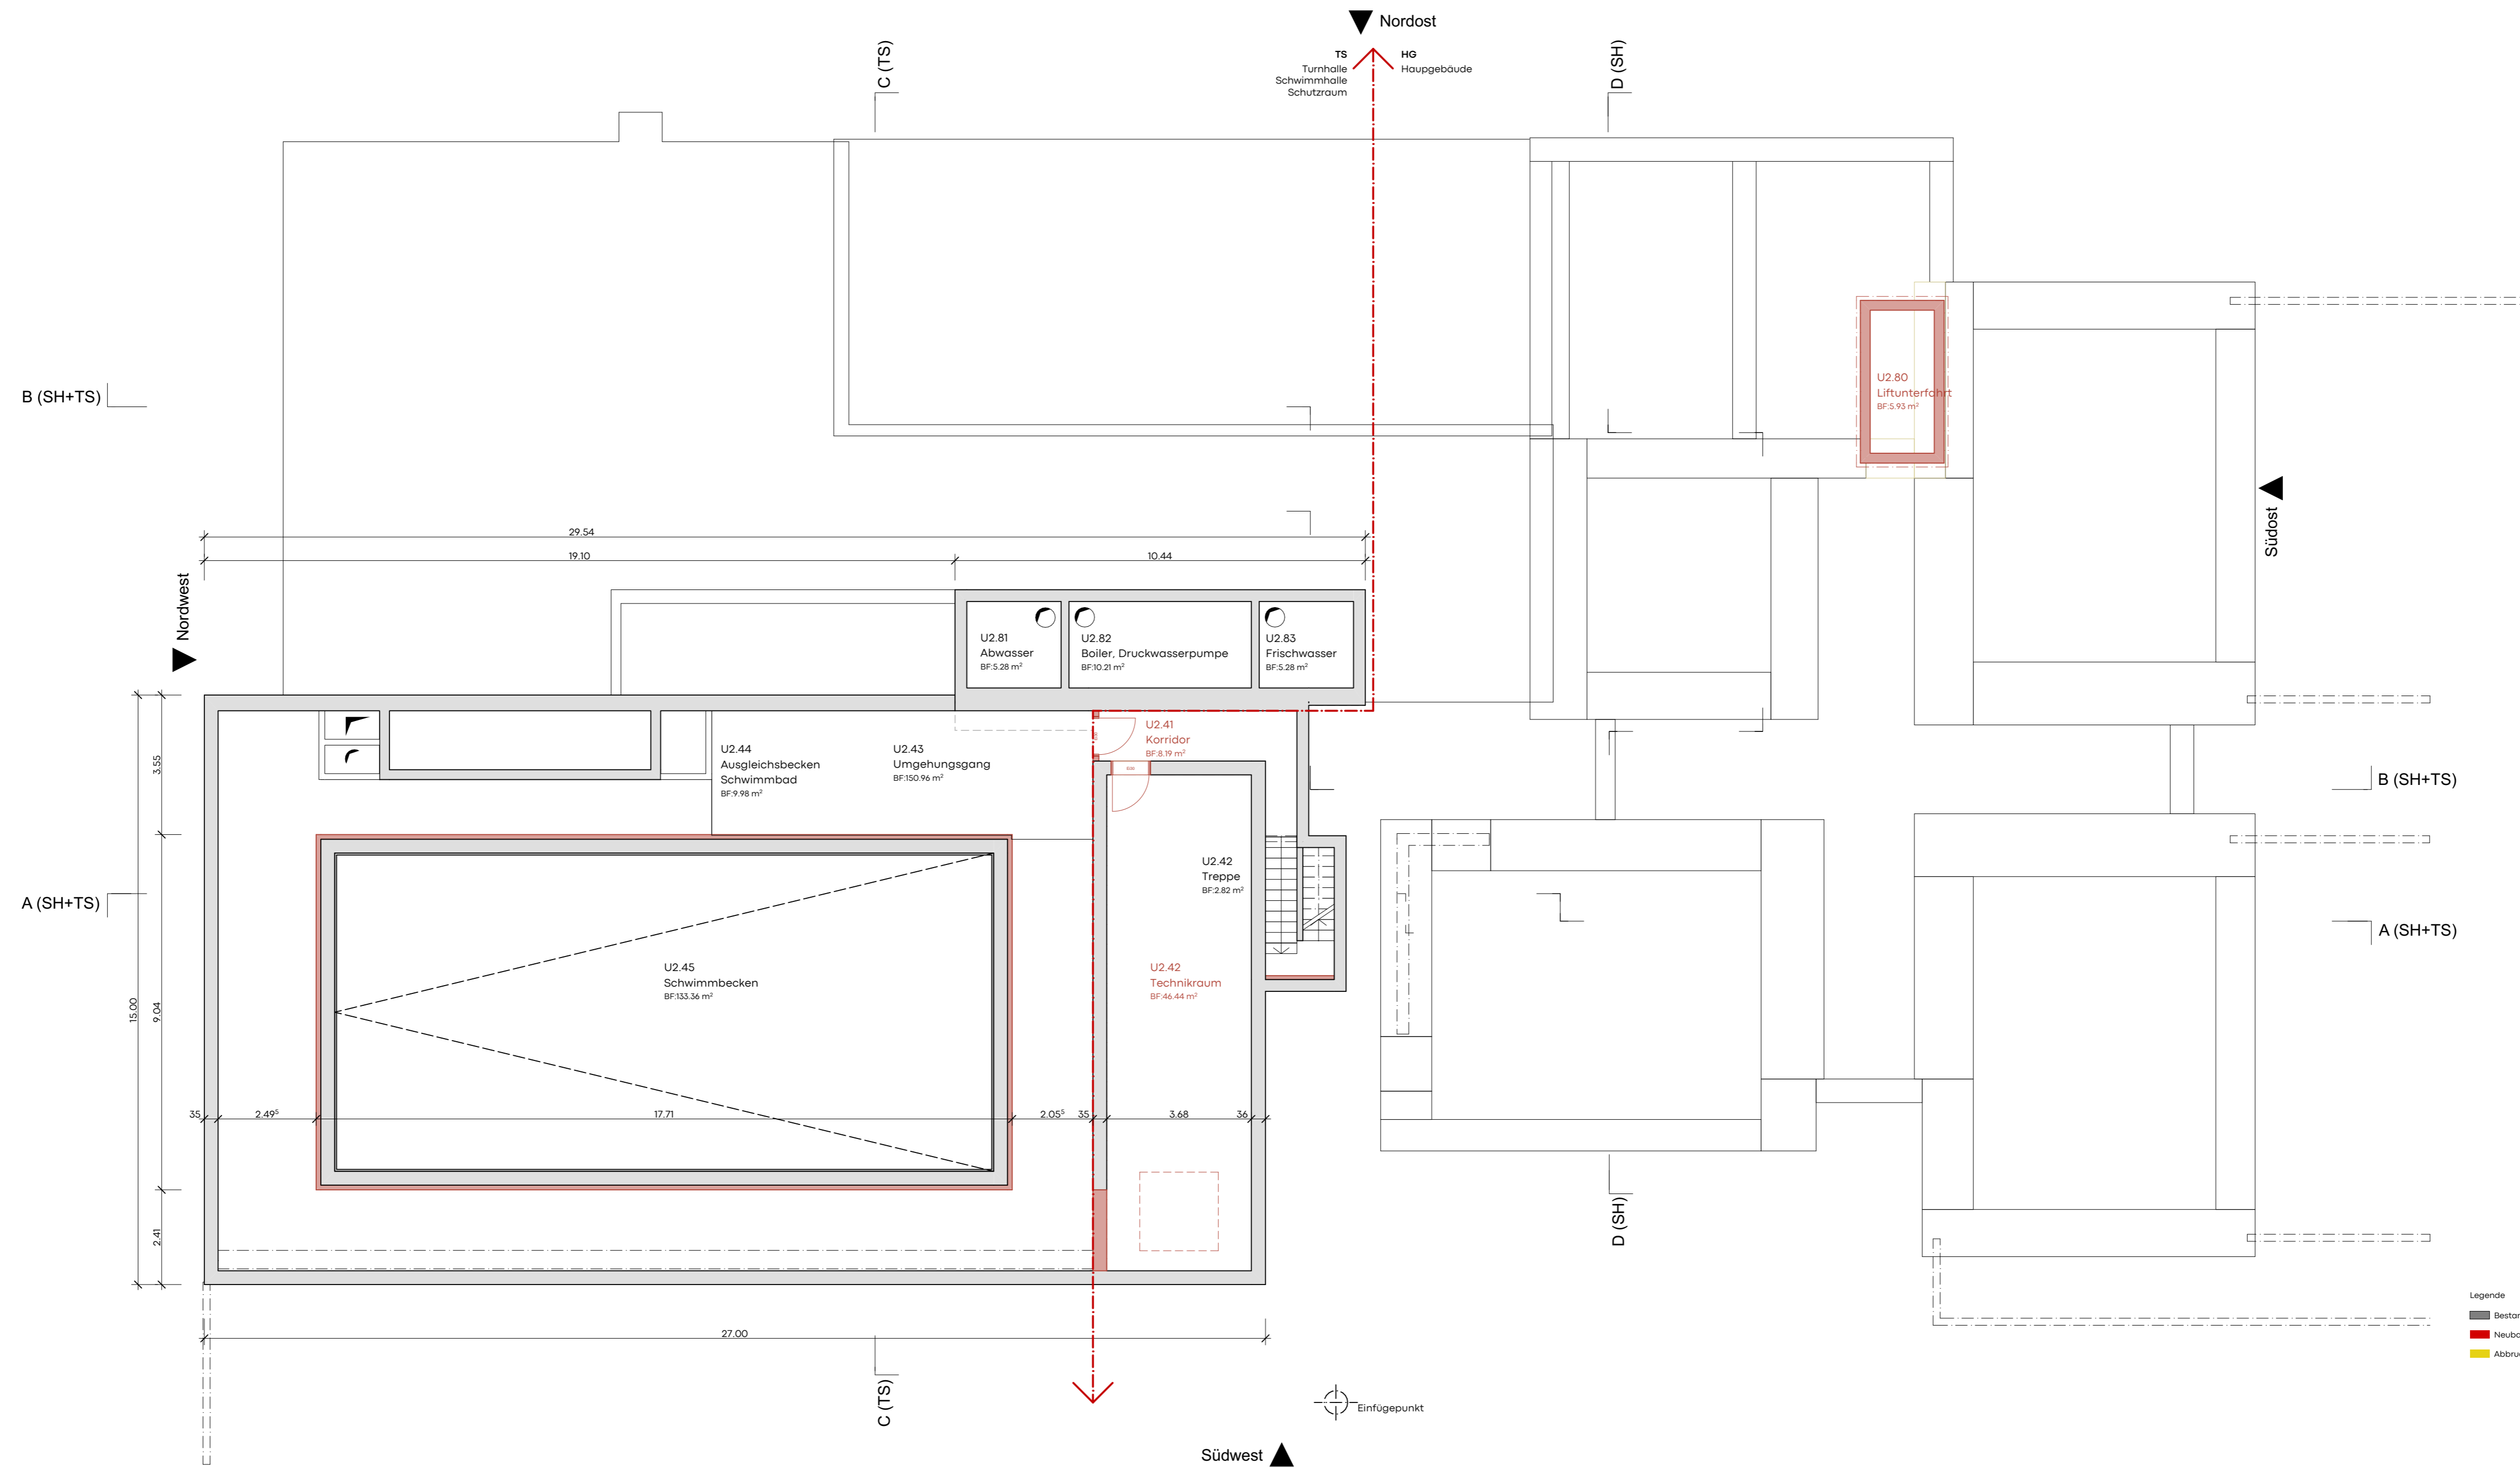 Nordost
TS
Turnhalle
Schwimmhalle
Schutzraum
HG
Haupgebäude
C (TS)
D (SH)
B (SH+TS)
U2.80
Liftunterfahrt
BF:5.93 m²
Südost
29.54
19.10
10.44
Nordwest
U2.81
Abwasser
BF:5.28 m²
U2.82
Boiler, Druckwasserpumpe
BF:10.21 m²
U2.83
Frischwasser
BF:5.28 m²
U2.41
Korridor
BF:8.19 m²
U2.44
Ausgleichsbecken
Schwimmbad
BF:9.98 m²
U2.43
Umgehungsgang
BF:150.96 m²
3.55
B (SH+TS)
U2.42
Treppe
BF:2.82 m²
A (SH+TS)
A (SH+TS)
U2.45
Schwimmbecken
BF:133.36 m²
U2.42
Technikraum
BF:46.44 m²
15.00
9.04
35
2.49⁵
17.71
2.05⁵
35
3.68
36
2.41
D (SH)
27.00
C (TS)
Einfügepunkt
Südwest
Legende